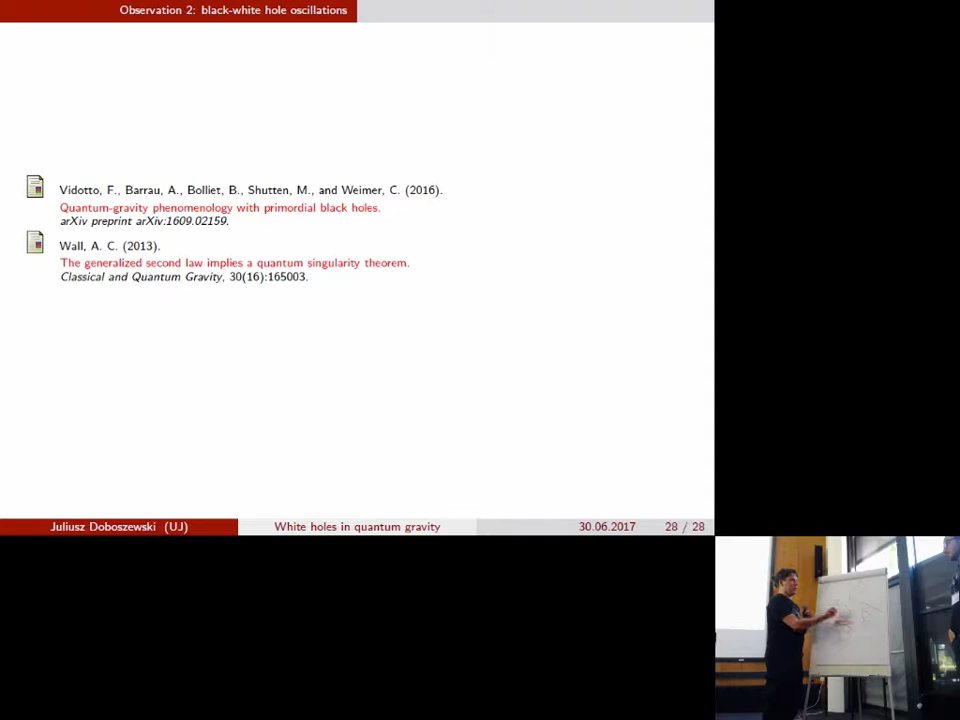 Observation 2: black-white hole oscillations
Vidotto, F., Barrau, A., Bolliet, B., Shutten, M., and Weimer, C. (2016).
Quantum-gravity phenomenology with primordial black holes.
arXiv preprint arXiv:1609.02159.
Wall, A. C. (2013).
The generalized second law implies a quantum singularity theorem.
Classical and Quantum Gravity, 30(16):165003.
Juliusz Doboszewski (UJ) White holes in quantum gravity 30.06.2017 28 / 28